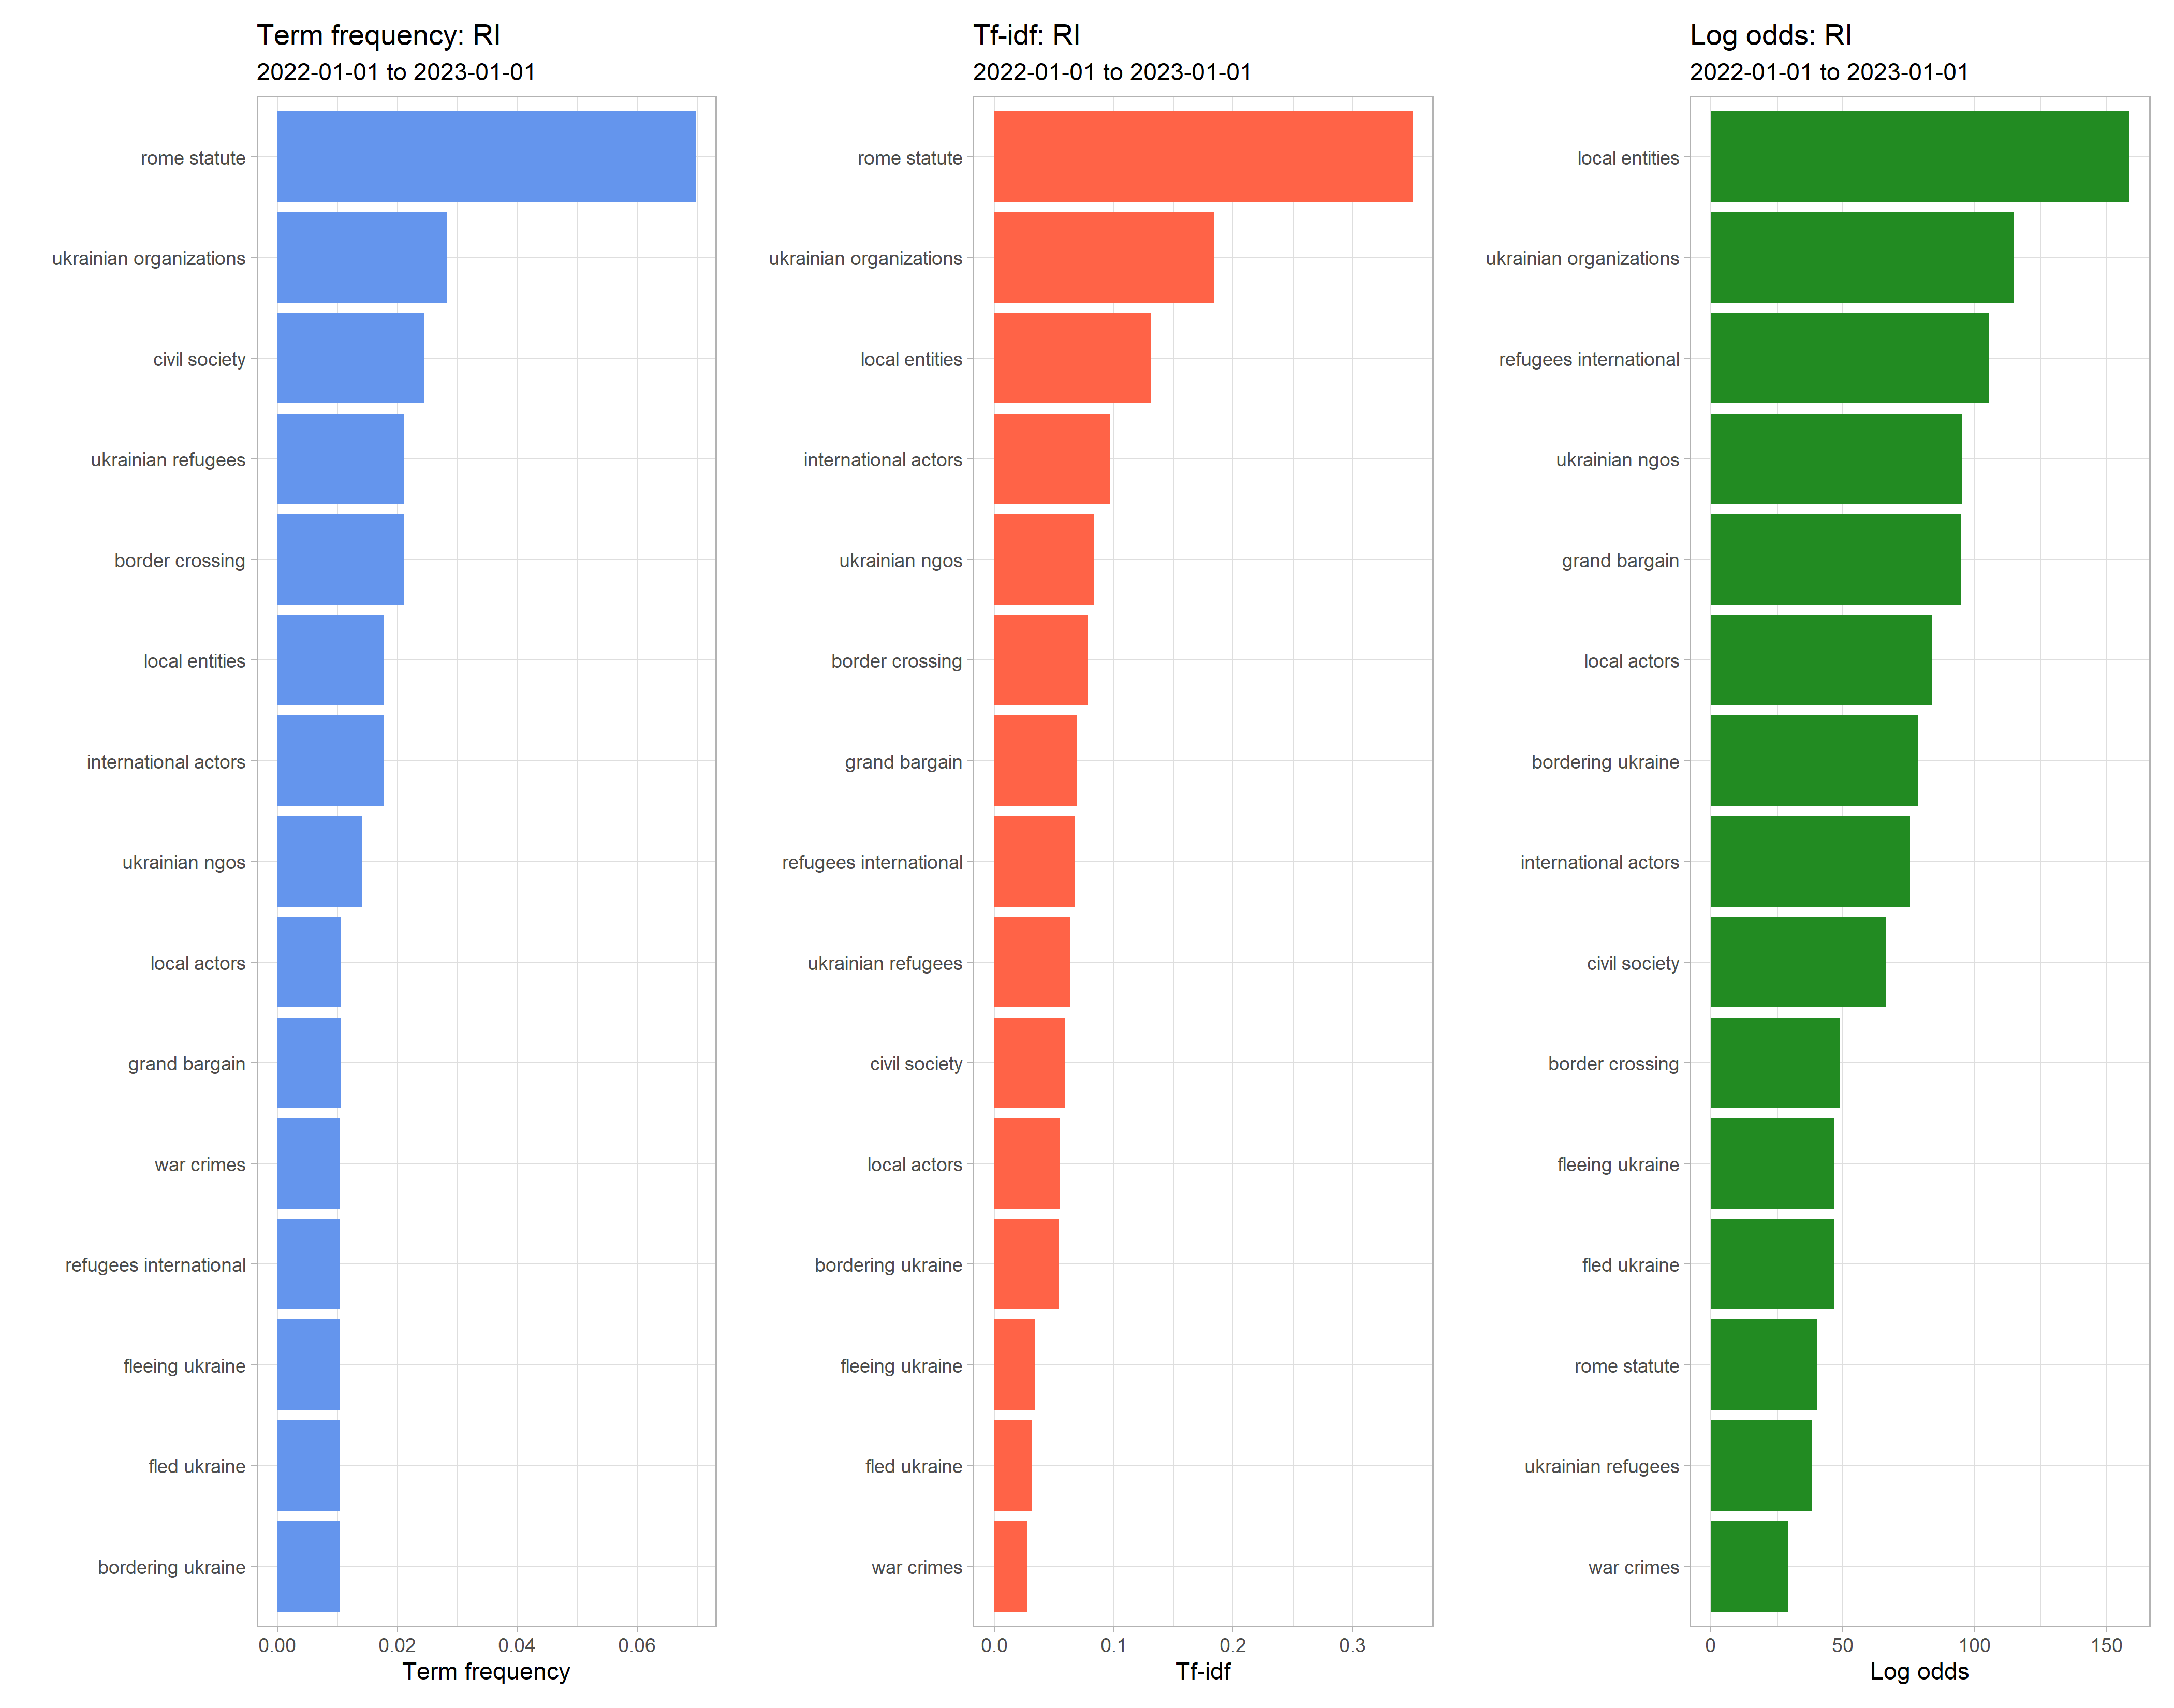 Term frequency: RI
2022-01-01 to 2023-01-01
rome statute
ukrainian organizations
civil society
ukrainian refugees
border crossing
local entities
international actors
ukrainian ngos
local actors
grand bargain
war crimes
refugees international
fleeing ukraine
fled ukraine
bordering ukraine
0.00 0.02 0.04 0.06
Term frequency
Tf-idf: RI
2022-01-01 to 2023-01-01
rome statute
ukrainian organizations
local entities
international actors
ukrainian ngos
border crossing
grand bargain
refugees international
ukrainian refugees
civil society
local actors
bordering ukraine
fleeing ukraine
fled ukraine
war crimes
0.0 0.1 0.2 0.3
Tf-idf
Log odds: RI
2022-01-01 to 2023-01-01
local entities
ukrainian organizations
refugees international
ukrainian ngos
grand bargain
local actors
bordering ukraine
international actors
civil society
border crossing
fleeing ukraine
fled ukraine
rome statute
ukrainian refugees
war crimes
0 50 100 150
Log odds